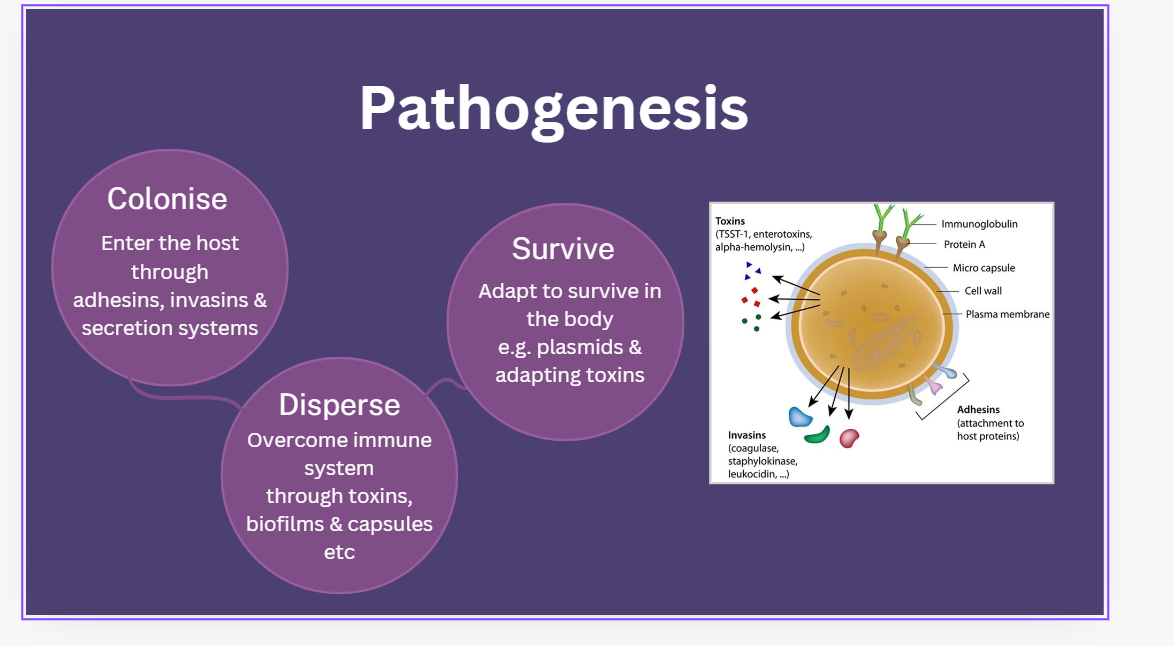 Pathogenesis
Colonise
Enter the host
through
adhesins, invasins &
secretion systems
Disperse
Overcome immune
system
through toxins,
biofilms & capsules
etc
Survive
Adapt to survive in
the body
e.g. plasmids &
adapting toxins
Toxins
(TSST-1, enterotoxins,
alpha-hemolysin, ...)
Immunoglobulin
Protein A
Micro capsule
Cell wall
Plasma membrane
Adhesins
(attachment to
host proteins)
Invasins
(coagulase,
staphylokinase,
leukocidin, ...)